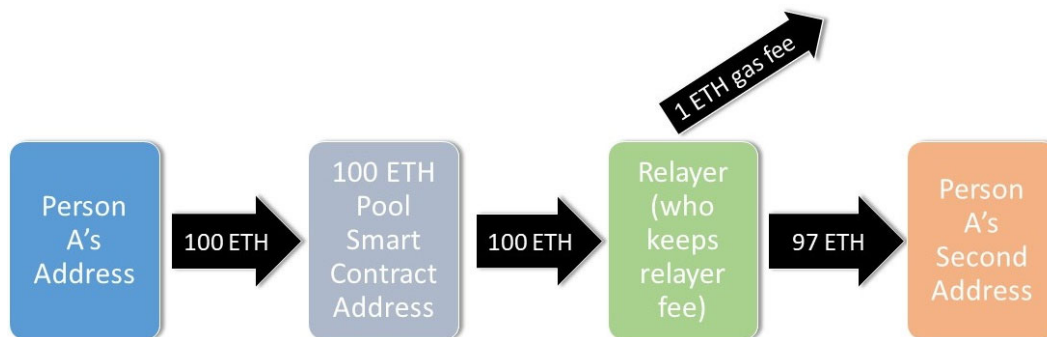 1 ETH gas fee
Person
A's
Address
100 ETH
100 ETH
Pool
Smart
Contract
Address
100 ETH
Relayer
(who
keeps
relayer
fee)
97 ETH
Person
A's
Second
Address